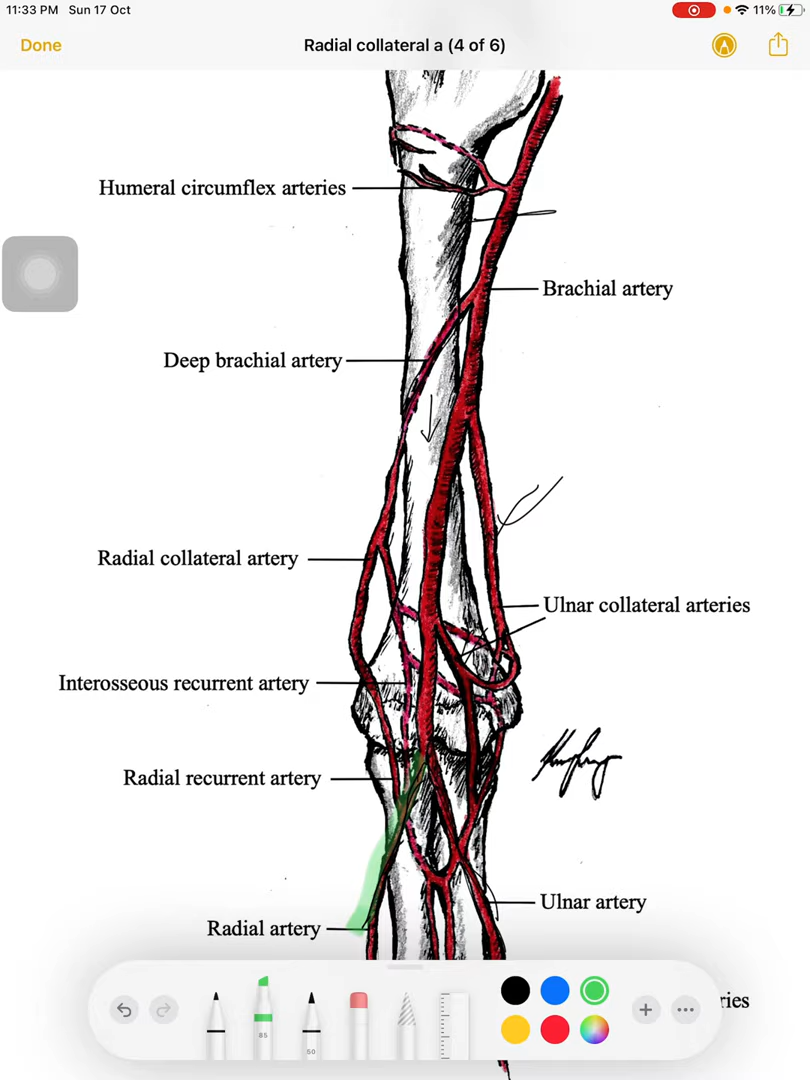 11:33 PM Sun 17 Oct
11%
Done
Radial collateral a (4 of 6)
Humeral circumflex arteries
Brachial artery
Deep brachial artery
Radial collateral artery
Ulnar collateral arteries
Interosseous recurrent artery
Radial recurrent artery
Ulnar artery
Radial artery
ries
85
50